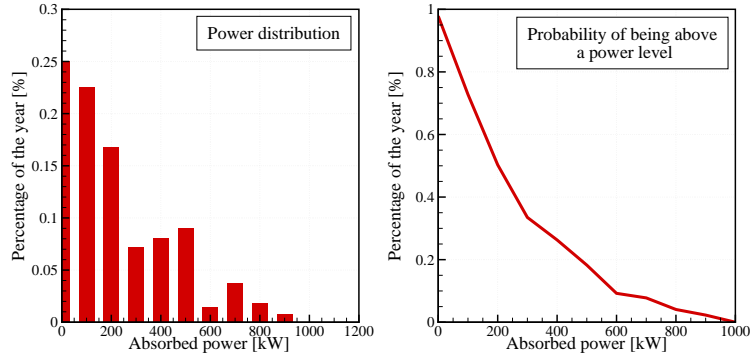 Power distribution
Percentage of the year [%]
0.3
0.25
0.2
0.15
0.1
0.05
0
0 200 400 600 800 1000 1200
Absorbed power [kW]
Probability of being above
a power level
Percentage of the year [%]
1
0.8
0.6
0.4
0.2
0
0 200 400 600 800 1000
Absorbed power [kW]